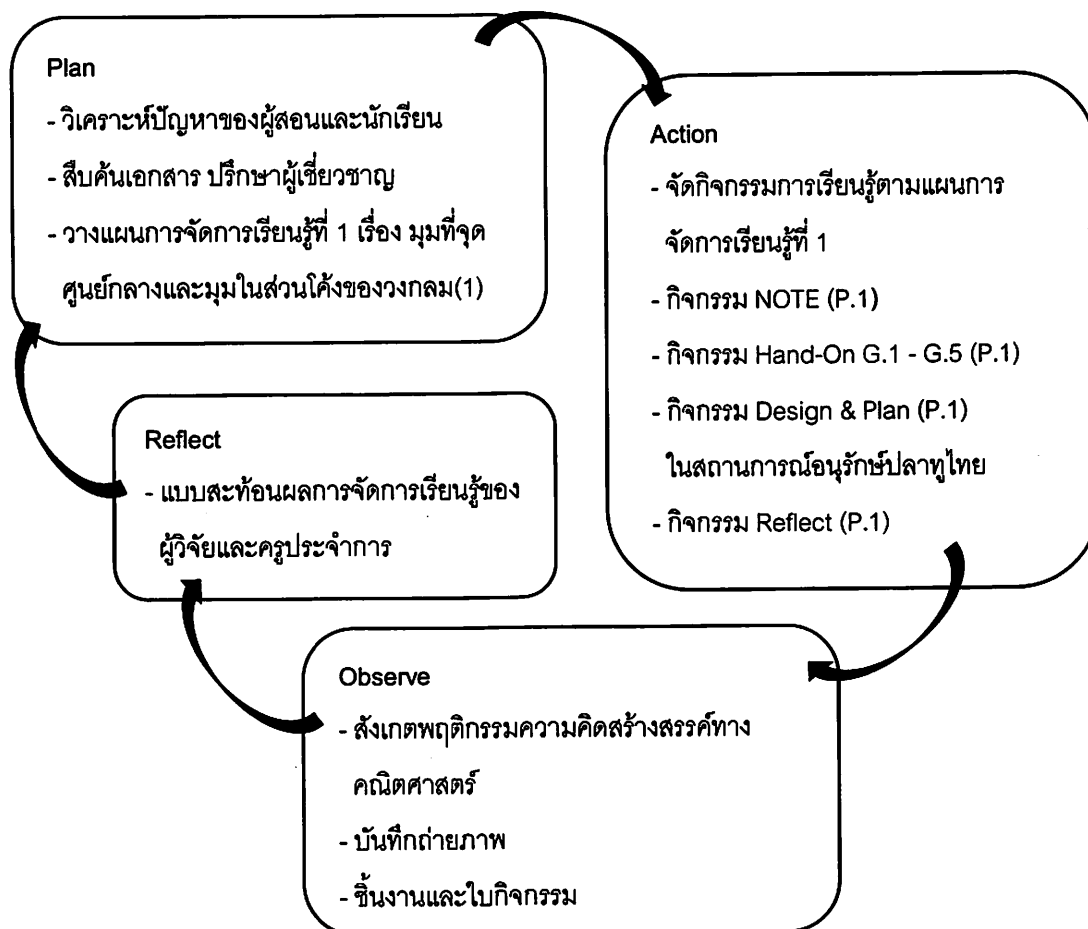 Plan
- วิเคราะห์ปัญหาของผู้สอนและนักเรียน
- สืบค้นเอกสาร ปรึกษาผู้เชี่ยวชาญ
- วางแผนการจัดการเรียนรู้ที่ 1 เรื่อง มุมที่จุด
ศูนย์กลางและมุมในส่วนโค้งของวงกลม(1)
Action
- จัดกิจกรรมการเรียนรู้ตามแผนการ
จัดการเรียนรู้ที่ 1
- กิจกรรม NOTE (P.1)
- กิจกรรม Hand-On G.1 - G.5 (P.1)
- กิจกรรม Design & Plan (P.1)
ในสถานการณ์อนุรักษ์ปลาทูไทย
- กิจกรรม Reflect (P.1)
Reflect
- แบบสะท้อนผลการจัดการเรียนรู้ของ
ผู้วิจัยและครูประจำการ
Observe
- สังเกตพฤติกรรมความคิดสร้างสรรค์ทาง
คณิตศาสตร์
- บันทึกถ่ายภาพ
- ชิ้นงานและใบกิจกรรม